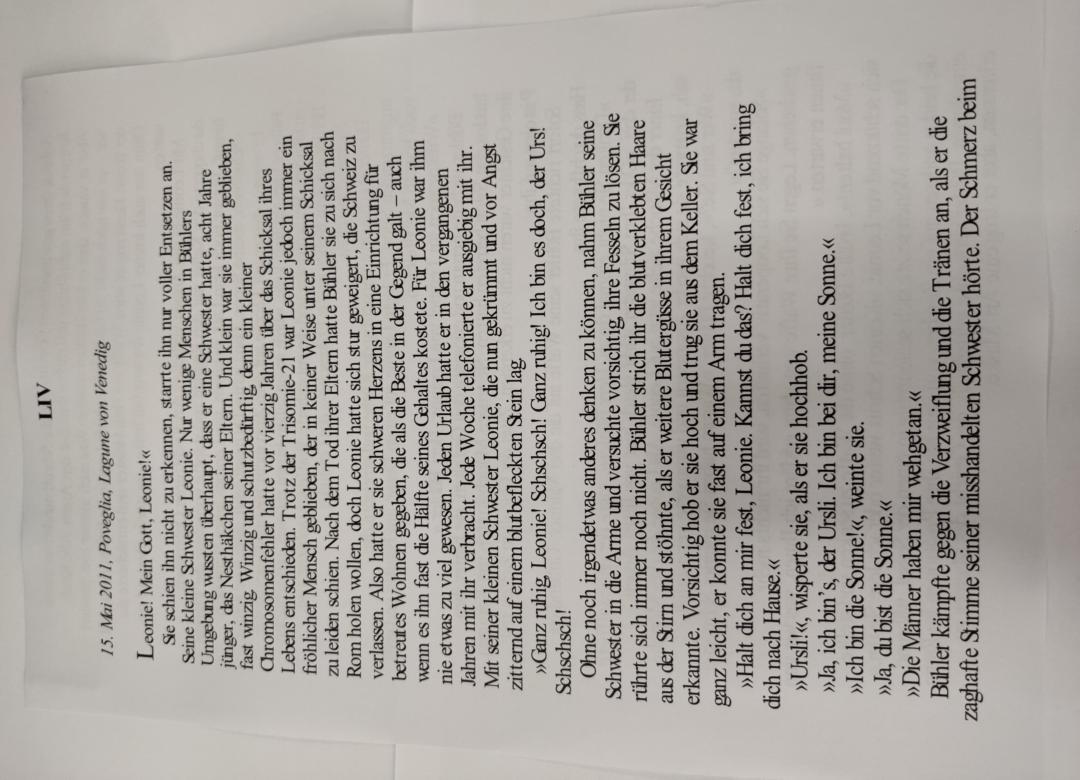 LIV
15. Mai 2011, Poveglia, Lagune von Venedig
Leonie! Mein Gott, Leonie!«
Sie schien ihn nicht zu erkennen, starrte ihn nur voller Entsetzen an.
Seine kleine Schwester Leonie. Nur wenige Menschen in Bühlers
Umgebung wussten überhaupt, dass er eine Schwester hatte, acht Jahre
jünger, das Nesthäkchen seiner Eltern. Und klein war sie immer geblieben,
fast winzig. Winzig und schutzbedürftig, denn ein kleiner
Chromosomenfehler hatte vor vierzig Jahren über das Schicksal ihres
Lebens entschieden. Trotz der Trisomie-21 war Leonie jedoch immer ein
fröhlicher Mensch geblieben, der in keiner Weise unter seinem Schicksal
zu leiden schien. Nach dem Tod ihrer Eltern hatte Bühler sie zu sich nach
Rom holen wollen, doch Leonie hatte sich stur geweigert, die Schweiz zu
verlassen. Also hatte er sie schweren Herzens in eine Einrichtung für
betreutes Wohnen gegeben, die als die Beste in der Gegend galt – auch
wenn es ihn fast die Hälfte seines Gehaltes kostete. Für Leonie war ihm
nie etwas zu viel gewesen. Jeden Urlaub hatte er in den vergangenen
Jahren mit ihr verbracht. Jede Woche telefonierte er ausgiebig mit ihr.
Mit seiner kleinen Schwester Leonie, die nun gekrümmt und vor Angst
zitternd auf einem blutbefleckten Stein lag.
»Ganz ruhig, Leonie! Schschsch! Ganz ruhig! Ich bin es doch, der Urs!
Schschsch!
Ohne noch irgendetwas anderes denken zu können, nahm Bühler seine
Schwester in die Arme und versuchte vorsichtig, ihre Fesseln zu lösen. Sie
rührte sich immer noch nicht. Bühler strich ihr die blutverklebten Haare
aus der Stirn und stöhnte, als er weitere Blutergüsse in ihrem Gesicht
erkannte. Vorsichtig hob er sie hoch und trug sie aus dem Keller. Sie war
ganz leicht, er konnte sie fast auf einem Arm tragen.
»Halt dich an mir fest, Leonie. Kannst du das? Halt dich fest, ich bring
dich nach Hause.«
»Ursli!«, wisperte sie, als er sie hochhob.
»Ja, ich bin’s, der Ursli. Ich bin bei dir, meine Sonne.«
»Ich bin die Sonne!«, weinte sie.
»Ja, du bist die Sonne.«
»Die Männer haben mir wehgetan.«
Bühler kämpfte gegen die Verzweiflung und die Tränen an, als er die
zaghafte Stimme seiner misshandelten Schwester hörte. Der Schmerz beim